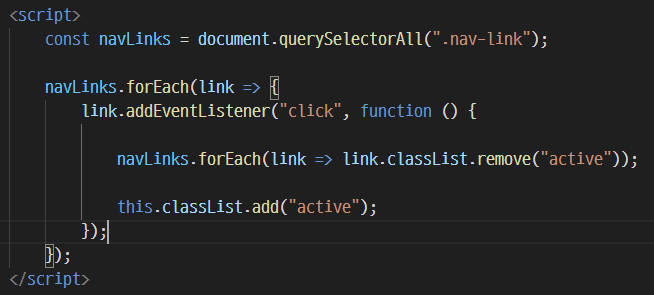 <script>
const navLinks = document.querySelectorAll(".nav-link");
navLinks.forEach(link => {
link.addEventListener("click", function () {
navLinks.forEach(link => link.classList.remove("active"));
this.classList.add("active");
});
});
</script>